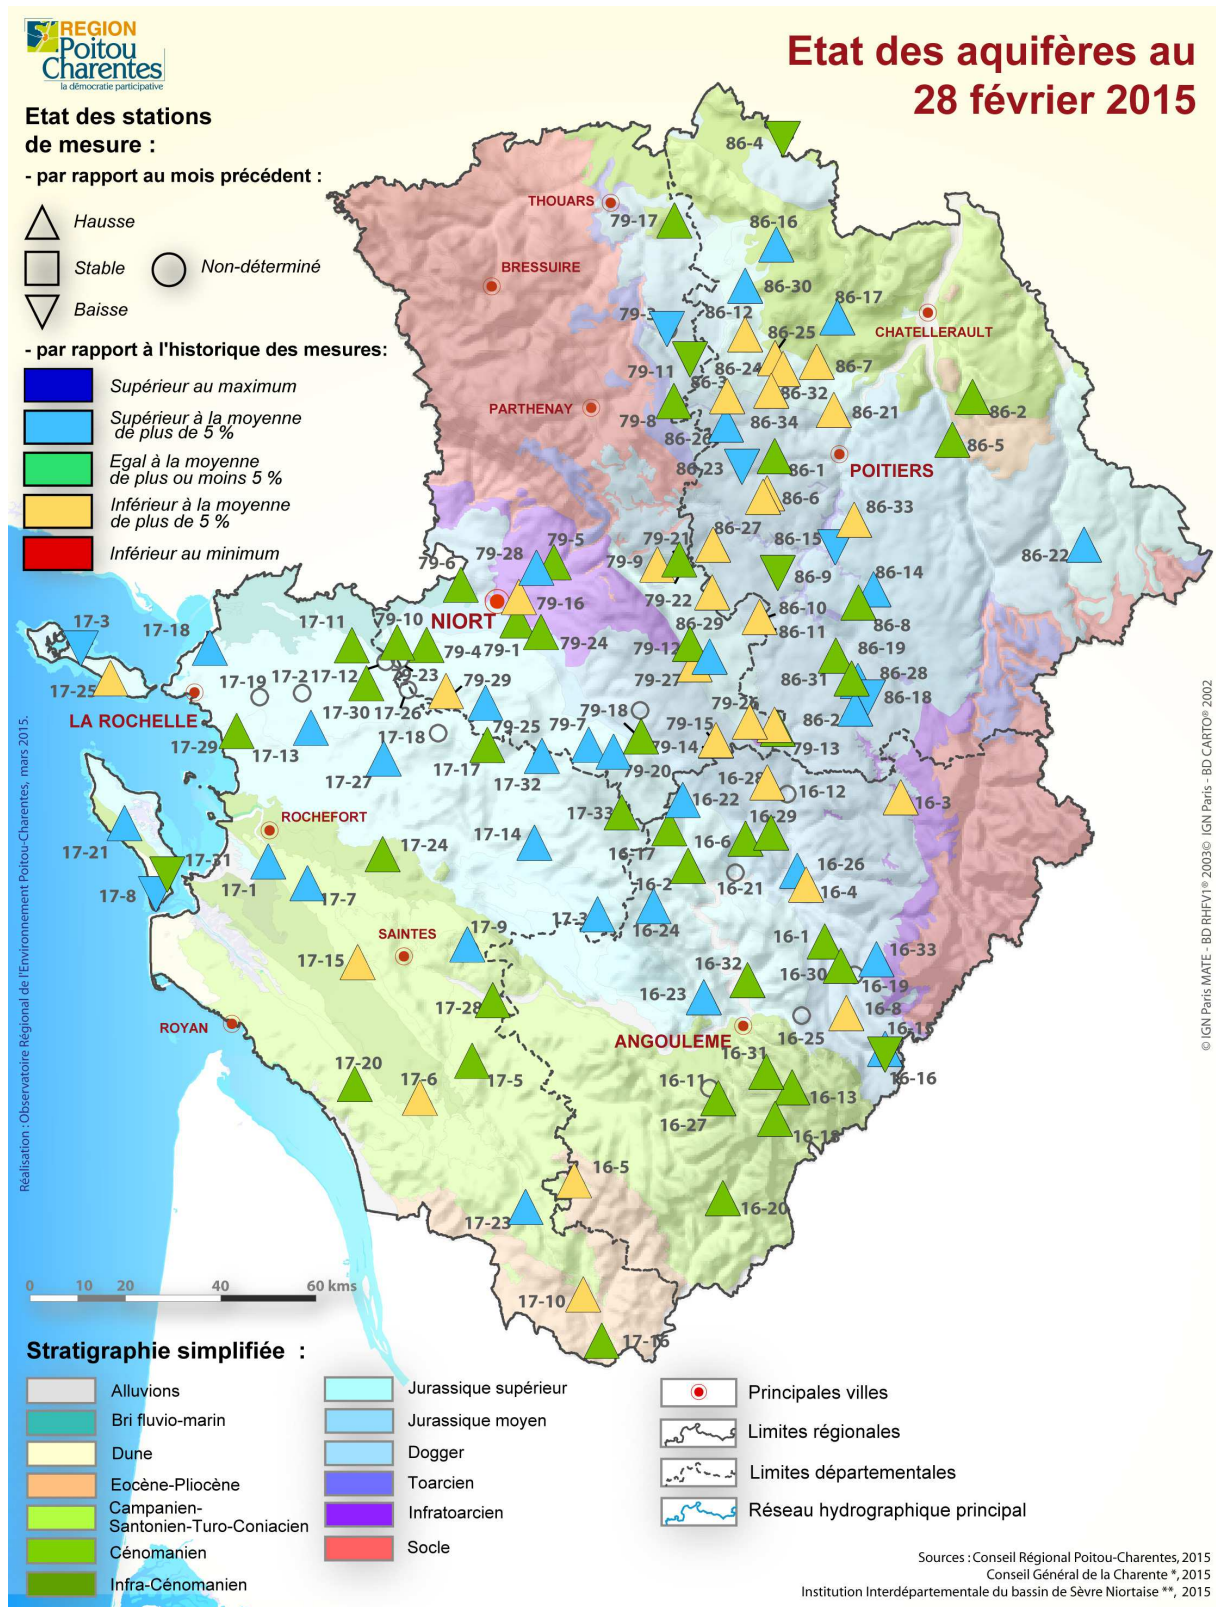 REGION
Poitou
Charentes
la démocratie participative
Etat des aquifères au
28 février 2015
Etat des stations
de mesure :
- par rapport au mois précédent :
Hausse
Stable
Non-déterminé
Baisse
- par rapport à l'historique des mesures:
Supérieur au maximum
Supérieur à la moyenne
de plus de 5 %
Egal à la moyenne
de plus ou moins 5 %
Inférieur à la moyenne
de plus de 5 %
Inférieur au minimum
86-4
THOUARS
79-17
86-16
BRESSUIRE
86-30
86-17
79-3
86-12
86-25
CHATELLERAULT
79-11
86-24
86-7
86-3
86-32
PARTHENAY
79-8
86-34
86-21
86-2
86-26
86-5
86-23
86-1
POITIERS
86-6
86-33
86-27
86-15
86-22
79-5
79-28
79-21
79-6
79-9
86-9
86-14
79-16
79-22
86-10
86-11
86-8
NIORT
17-3
17-18
17-11
79-10
79-4
79-1
79-24
86-29
79-12
86-19
17-25
17-19
17-2
17-12
79-23
79-29
79-27
86-31
86-28
86-18
LA ROCHELLE
17-30
17-26
79-25
79-7
79-18
79-15
79-26
86-2
17-29
17-13
17-18
79-14
79-13
17-27
17-17
17-32
79-20
16-28
16-12
16-3
16-22
ROCHEFORT
17-33
16-29
17-21
17-24
17-14
16-17
16-6
17-31
16-26
17-8
17-1
17-7
16-2
16-21
16-4
17-3
16-24
SAINTES
17-9
16-1
17-15
16-32
16-30
16-33
16-19
17-28
16-23
16-8
ROYAN
ANGOULEME
16-25
16-15
16-31
16-16
17-20
17-6
17-5
16-11
16-13
16-27
16-18
16-5
16-20
17-23
17-10
17-16
0 10 20 40 60 kms
Réalisation : Observatoire Régional de l'Environnement Poitou-Charentes, mars 2015.
© IGN Paris MATE - BD RHFV1® 2003© IGN Paris - BD CARTO® 2002
Stratigraphie simplifiée :
Alluvions
Bri fluvio-marin
Dune
Eocène-Pliocène
Campanien-
Santonien-Turo-Coniacien
Cénomanien
Infra-Cénomanien
Jurassique supérieur
Jurassique moyen
Dogger
Toarcien
Infratoarcien
Socle
Principales villes
Limites régionales
Limites départementales
Réseau hydrographique principal
Sources : Conseil Régional Poitou-Charentes, 2015
Conseil Général de la Charente *, 2015
Institution Interdépartementale du bassin de Sèvre Niortaise **, 2015